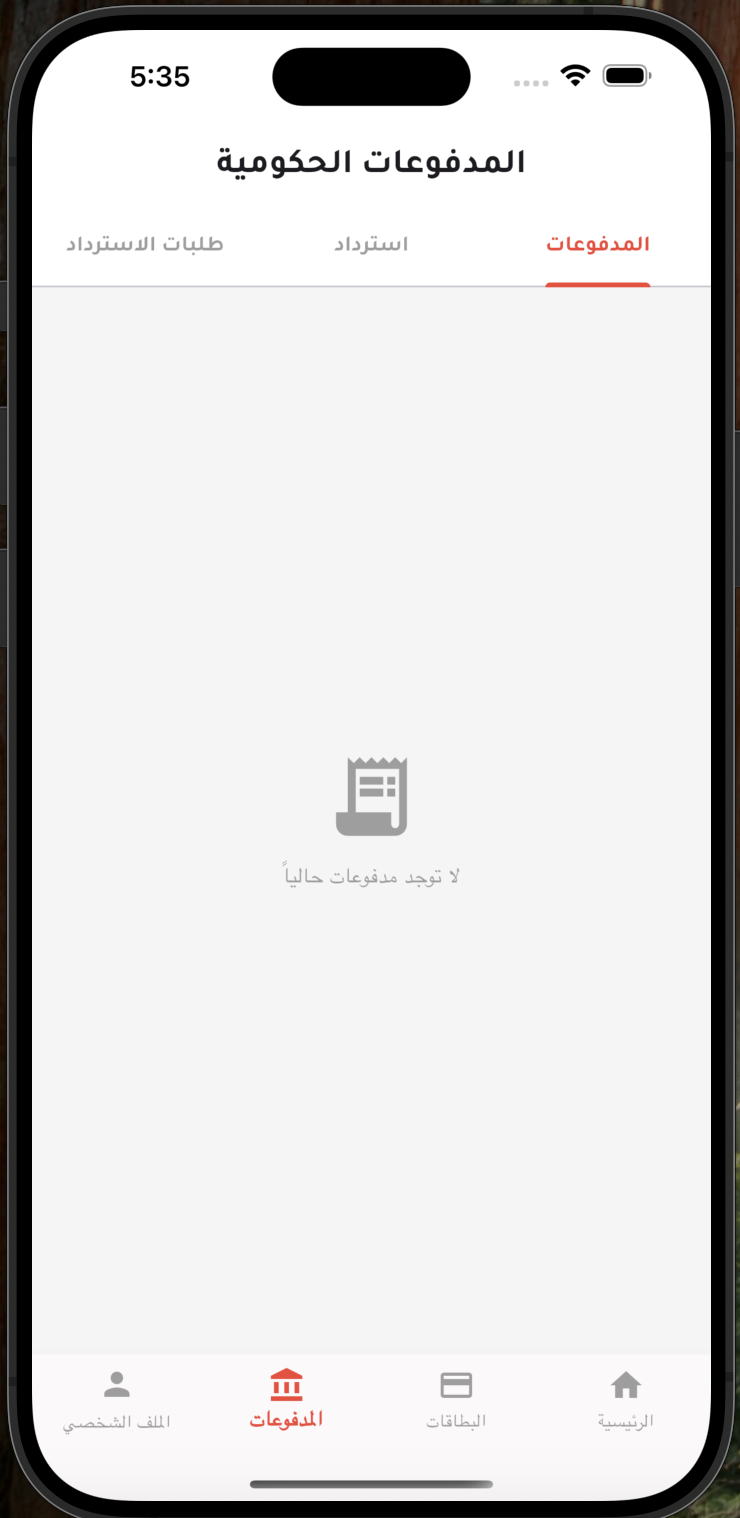 5:35
المدفوعات الحكومية
المدفوعات
استرداد
طلبات الاسترداد
لا توجد مدفوعات حالياً
الرئيسية
البطاقات
المدفوعات
الملف الشخصي